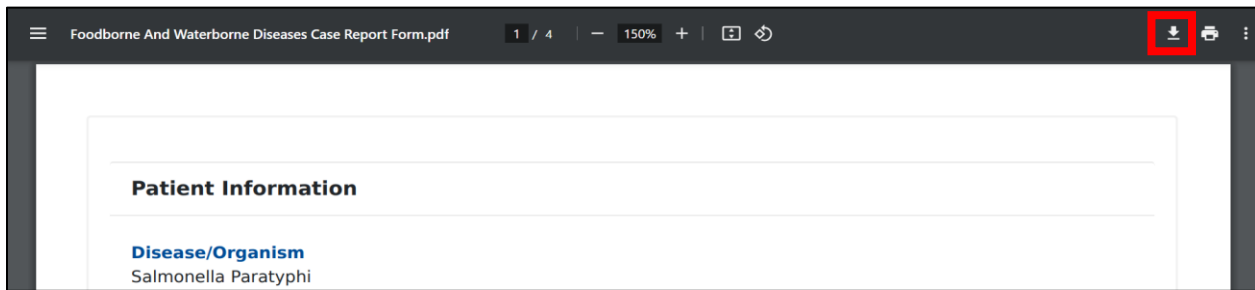 Foodborne And Waterborne Diseases Case Report Form.pdf 1 / 4 150%
Patient Information
Disease/Organism
Salmonella Paratyphi